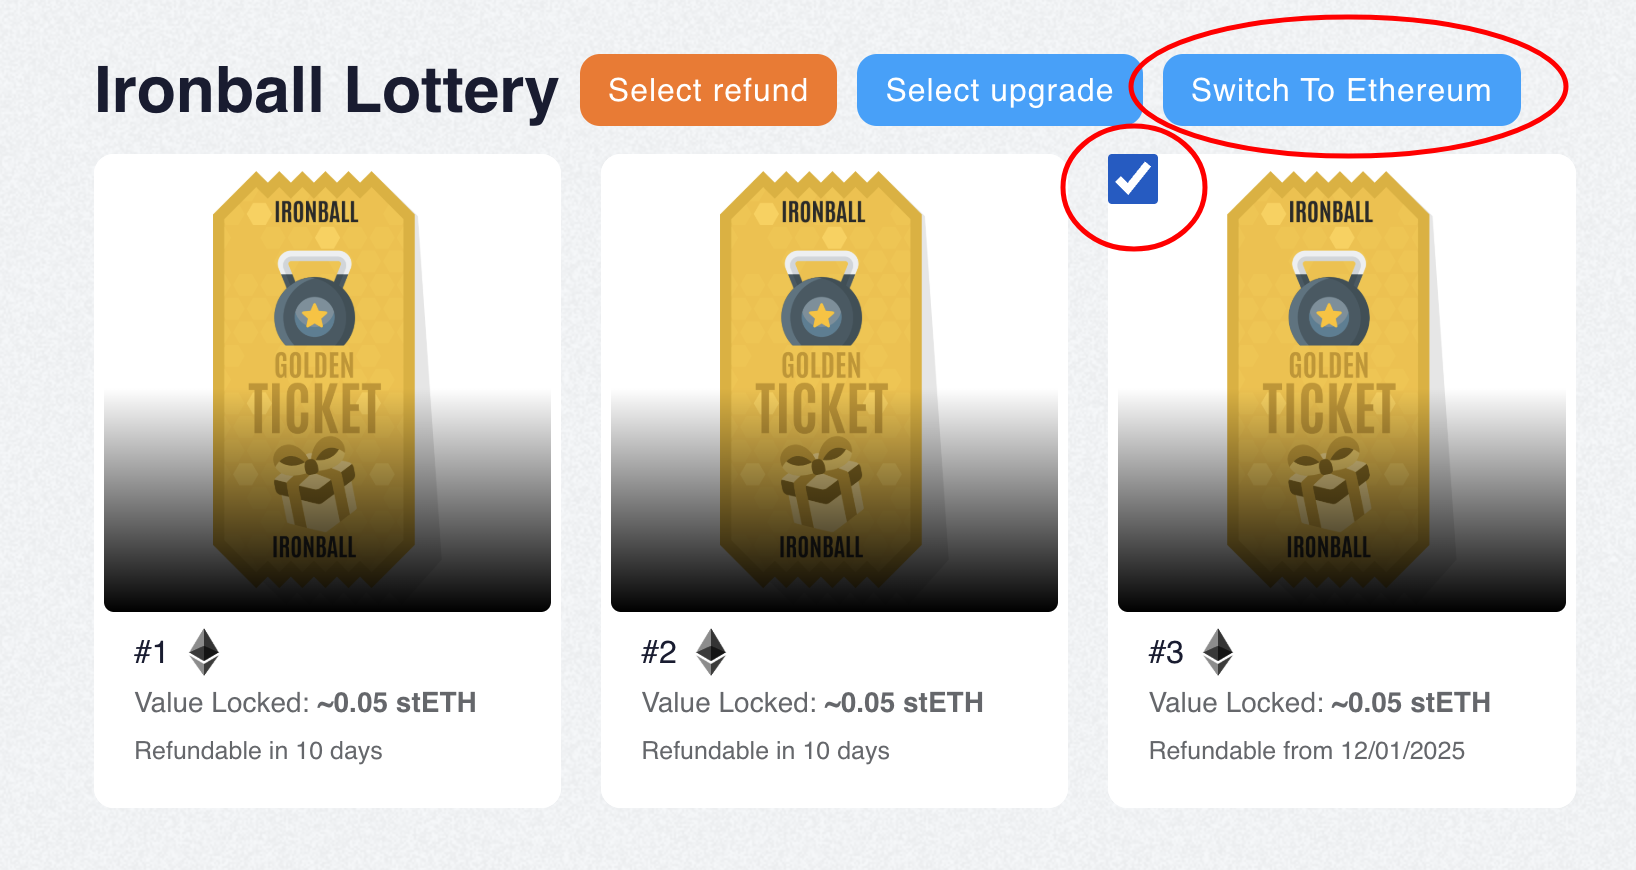 Ironball Lottery
Select refund
Select upgrade
Switch To Ethereum
IRONBALL
GOLDEN
TICKET
IRONBALL
#1
Value Locked: ~0.05 stETH
Refundable in 10 days
IRONBALL
GOLDEN
TICKET
IRONBALL
#2
Value Locked: ~0.05 stETH
Refundable in 10 days
IRONBALL
GOLDEN
TICKET
IRONBALL
#3
Value Locked: ~0.05 stETH
Refundable from 12/01/2025